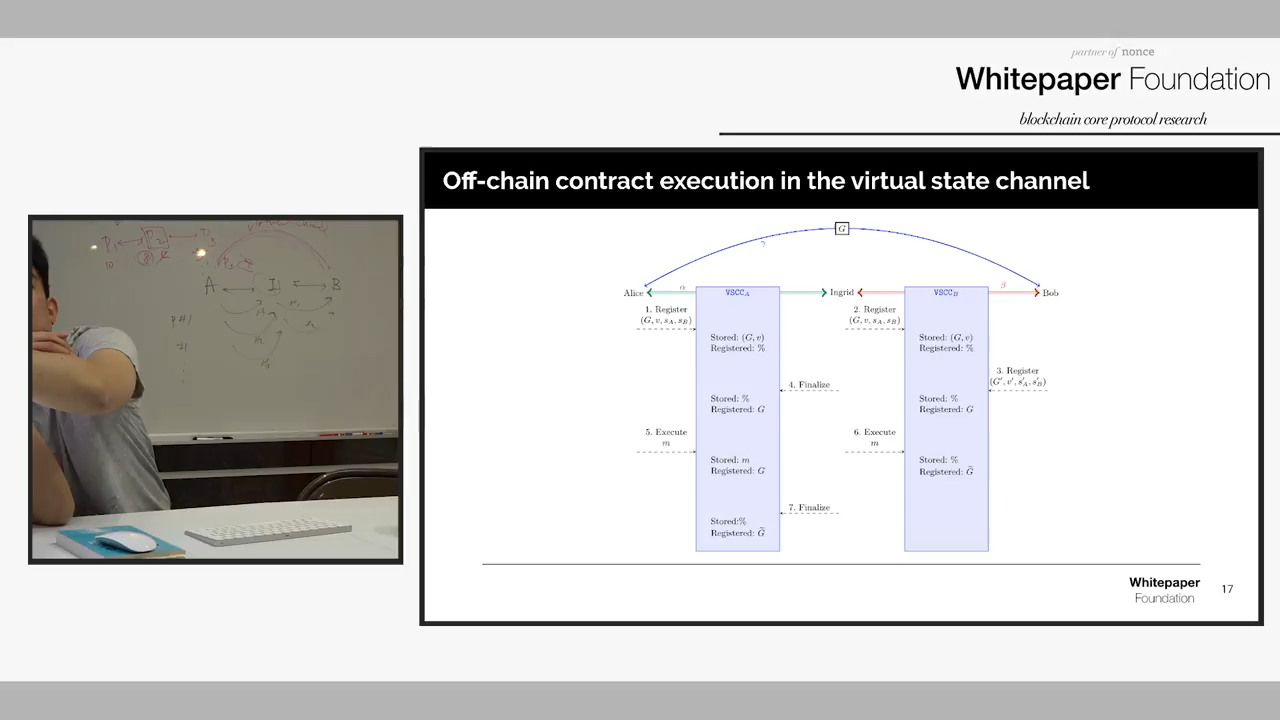 partner of nonce
Whitepaper Foundation
blockchain core protocol research
Off-chain contract execution in the virtual state channel
G
γ
Alice
α
VSCC_A
Ingrid
VSCC_B
β
Bob
1. Register
(G, v, s_A, s_B)
2. Register
(G, v, s_A, s_B)
Stored: (G, v)
Registered: %
Stored: (G, v)
Registered: %
3. Register
(G′, v′, s′_A, s′_B)
4. Finalize
Stored: %
Registered: G
Stored: %
Registered: G
5. Execute
m
6. Execute
m
Stored: m
Registered: G
Stored: %
Registered: G̃
7. Finalize
Stored:%
Registered: G̃
Whitepaper
Foundation
17
P₁
P₂
A
B